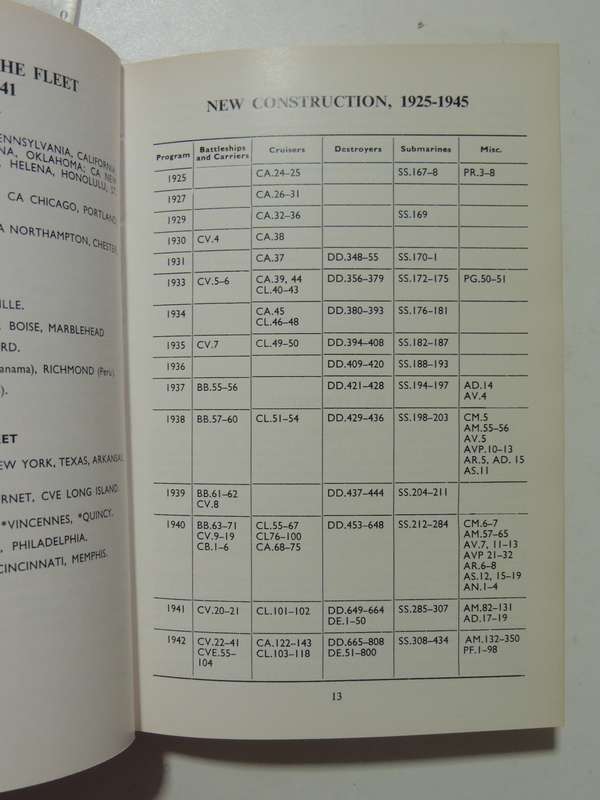 HE FLEET
41
ENNSYLVANIA, CALIFORNIA
NA, OKLAHOMA; CA NEW
HELENA, HONOLULU, ST
CA CHICAGO, PORTLAND
A NORTHAMPTON, CHESTER,
ILLE.
BOISE, MARBLEHEAD
RD.
anama), RICHMOND (Peru).
).
ET
EW YORK, TEXAS, ARKANSAS
RNET, CVE LONG ISLAND
*VINCENNES, *QUINCY.
PHILADELPHIA.
CINCINNATI, MEMPHIS.
NEW CONSTRUCTION, 1925-1945
Program Battleships and Carriers Cruisers Destroyers Submarines Misc.
1925 CA.24-25 SS.167-8 PR.3-8
1927 CA.26-31
1929 CA.32-36 SS.169
1930 CV.4 CA.38
1931 CA.37 DD.348-55 SS.170-1
1933 CV.5-6 CA.39, 44 DD.356-379 SS.172-175 PG.50-51
CL.40-43
1934 CA.45 DD.380-393 SS.176-181
CL.46-48
1935 CV.7 CL.49-50 DD.394-408 SS.182-187
1936 DD.409-420 SS.188-193
1937 BB.55-56 DD.421-428 SS.194-197 AD.14
AV.4
1938 BB.57-60 CL.51-54 DD.429-436 SS.198-203 CM.5
AM.55-56
AV.5
AVP.10-13
AR.5, AD. 15
AS.11
1939 BB.61-62 DD.437-444 SS.204-211
CV.8
1940 BB.63-71 CL.55-67 DD.453-648 SS.212-284 CM.6-7
CV.9-19 CL76-100 AM.57-65
CB.1-6 CA.68-75 AV.7, 11-13
AVP 21-32
AR.6-8
AS.12, 15-19
AN.1-4
1941 CV.20-21 CL.101-102 DD.649-664 SS.285-307 AM.82-131
DE.1-50 AD.17-19
1942 CV.22-41 CA.122-143 DD.665-808 SS.308-434 AM.132-350
CVE.55- CL.103-118 DE.51-800 PF.1-98
104
13